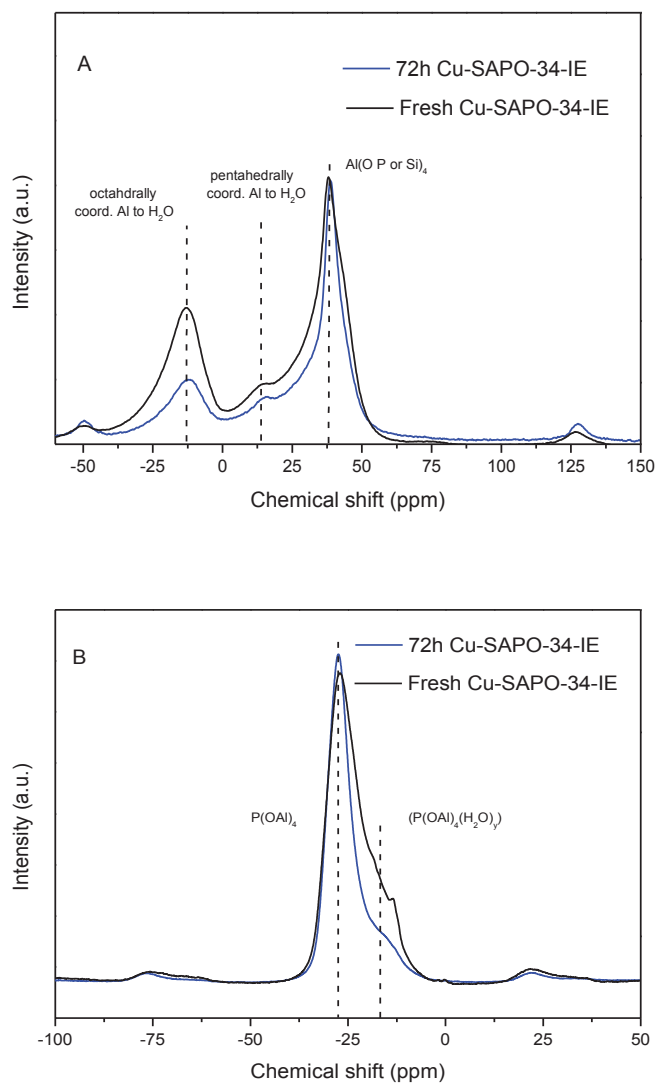 A
72h Cu-SAPO-34-IE
Fresh Cu-SAPO-34-IE
octahdrally
coord. Al to H₂O
pentahedrally
coord. Al to H₂O
Al(O P or Si)₄
Intensity (a.u.)
-50 -25 0 25 50 75 100 125 150
Chemical shift (ppm)
B
72h Cu-SAPO-34-IE
Fresh Cu-SAPO-34-IE
P(OAl)₄
(P(OAl)₄(H₂O)ᵧ)
Intensity (a.u.)
-100 -75 -50 -25 0 25 50
Chemical shift (ppm)